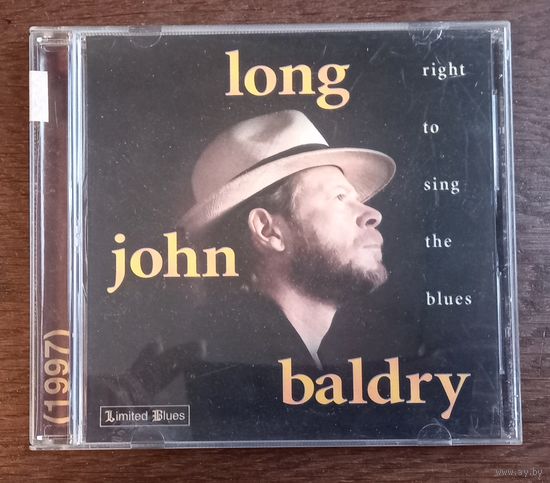 long
john
baldry
right
to
sing
the
blues
(1997)
Limited Blues
www.ay.by